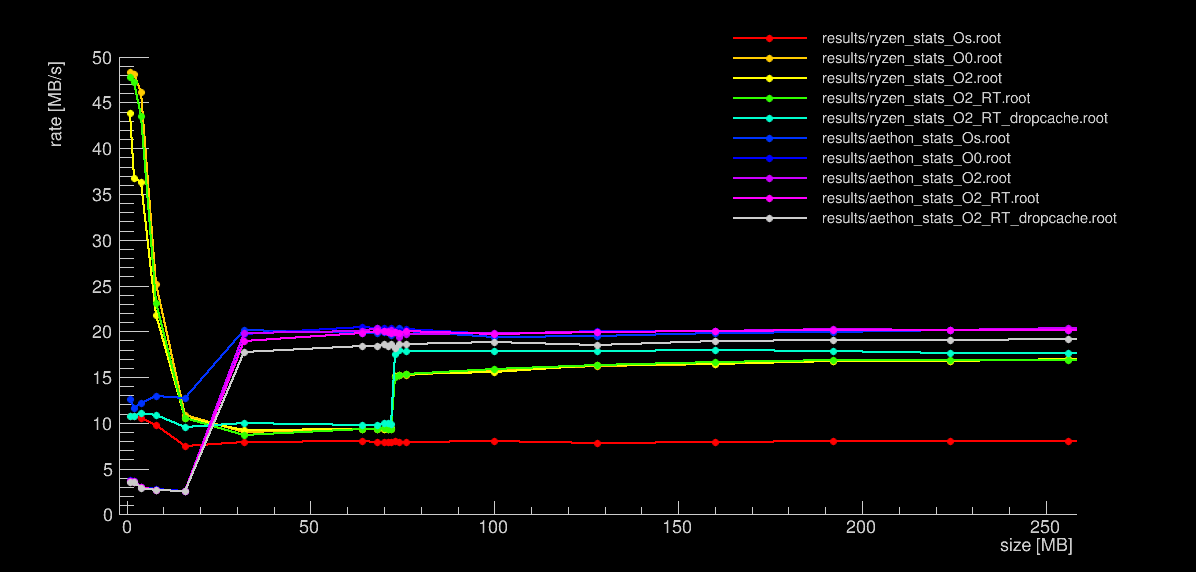 results/ryzen_stats_Os.root
results/ryzen_stats_O0.root
results/ryzen_stats_O2.root
results/ryzen_stats_O2_RT.root
results/ryzen_stats_O2_RT_dropcache.root
results/aethon_stats_Os.root
results/aethon_stats_O0.root
results/aethon_stats_O2.root
results/aethon_stats_O2_RT.root
results/aethon_stats_O2_RT_dropcache.root
rate [MB/s]
50
45
40
35
30
25
20
15
10
5
0
0 50 100 150 200 250
size [MB]